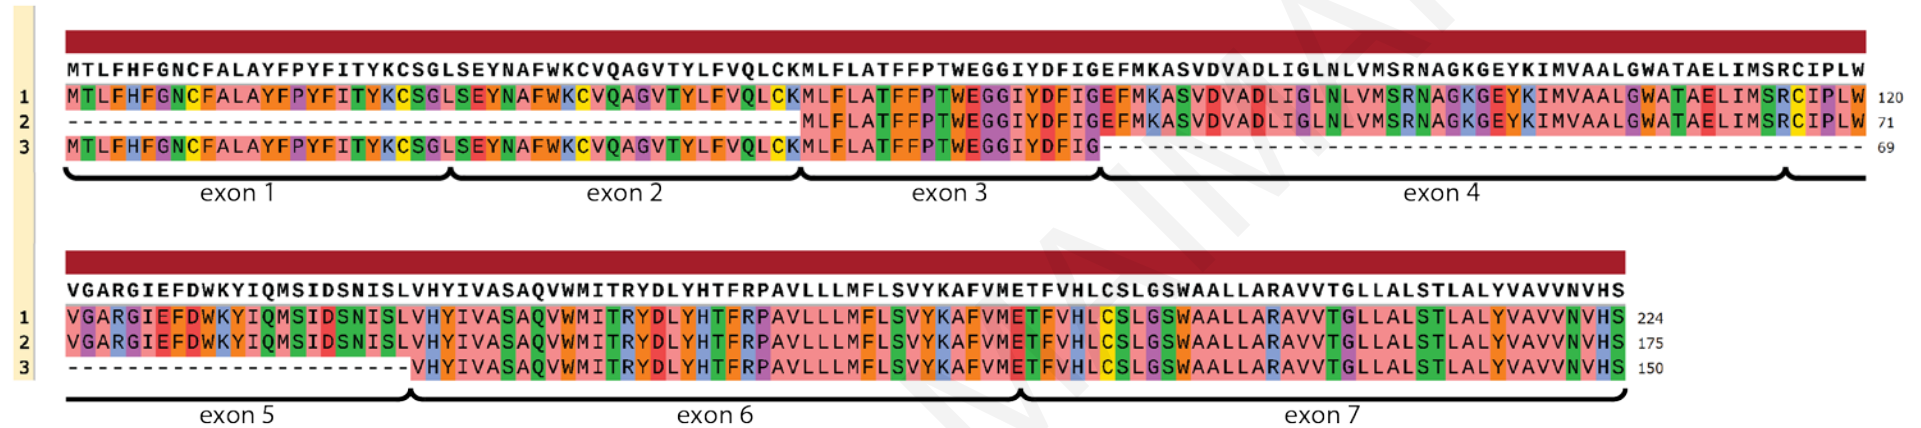 MTLFHFGNCFALAYFPYFITYKCSGLSEYNAFWKCVQAGVTYLFVQLCKMLFLATFFPTWEGGIYDFIGEFMKASVDVADLIGLNLVMSRNAGKGEYKIMVAALGWATAELIMSRCIPLW
1 MTLFHFGNCFALAYFPYFITYKCSGLSEYNAFWKCVQAGVTYLFVQLCKMLFLATFFPTWEGGIYDFIGEFMKASVDVADLIGLNLVMSRNAGKGEYKIMVAALGWATAELIMSRCIPLW 120
2 -------------------------------------------------MLFLATFFPTWEGGIYDFIGEFMKASVDVADLIGLNLVMSRNAGKGEYKIMVAALGWATAELIMSRCIPLW 71
3 MTLFHFGNCFALAYFPYFITYKCSGLSEYNAFWKCVQAGVTYLFVQLCKMLFLATFFPTWEGGIYDFIG--------------------------------------------------- 69
exon 1 exon 2 exon 3 exon 4
VGARGIEFDWKYIQMSIDSNISLVHYIVASAQVWMITRYDLYHTFRPAVLLLMFLSVYKAFVMETFVHLCSLGSWAALLARAVVTGLLALSTLALYVAVVNVHS
1 VGARGIEFDWKYIQMSIDSNISLVHYIVASAQVWMITRYDLYHTFRPAVLLLMFLSVYKAFVMETFVHLCSLGSWAALLARAVVTGLLALSTLALYVAVVNVHS 224
2 VGARGIEFDWKYIQMSIDSNISLVHYIVASAQVWMITRYDLYHTFRPAVLLLMFLSVYKAFVMETFVHLCSLGSWAALLARAVVTGLLALSTLALYVAVVNVHS 175
3 -----------------------VHYIVASAQVWMITRYDLYHTFRPAVLLLMFLSVYKAFVMETFVHLCSLGSWAALLARAVVTGLLALSTLALYVAVVNVHS 150
exon 5 exon 6 exon 7